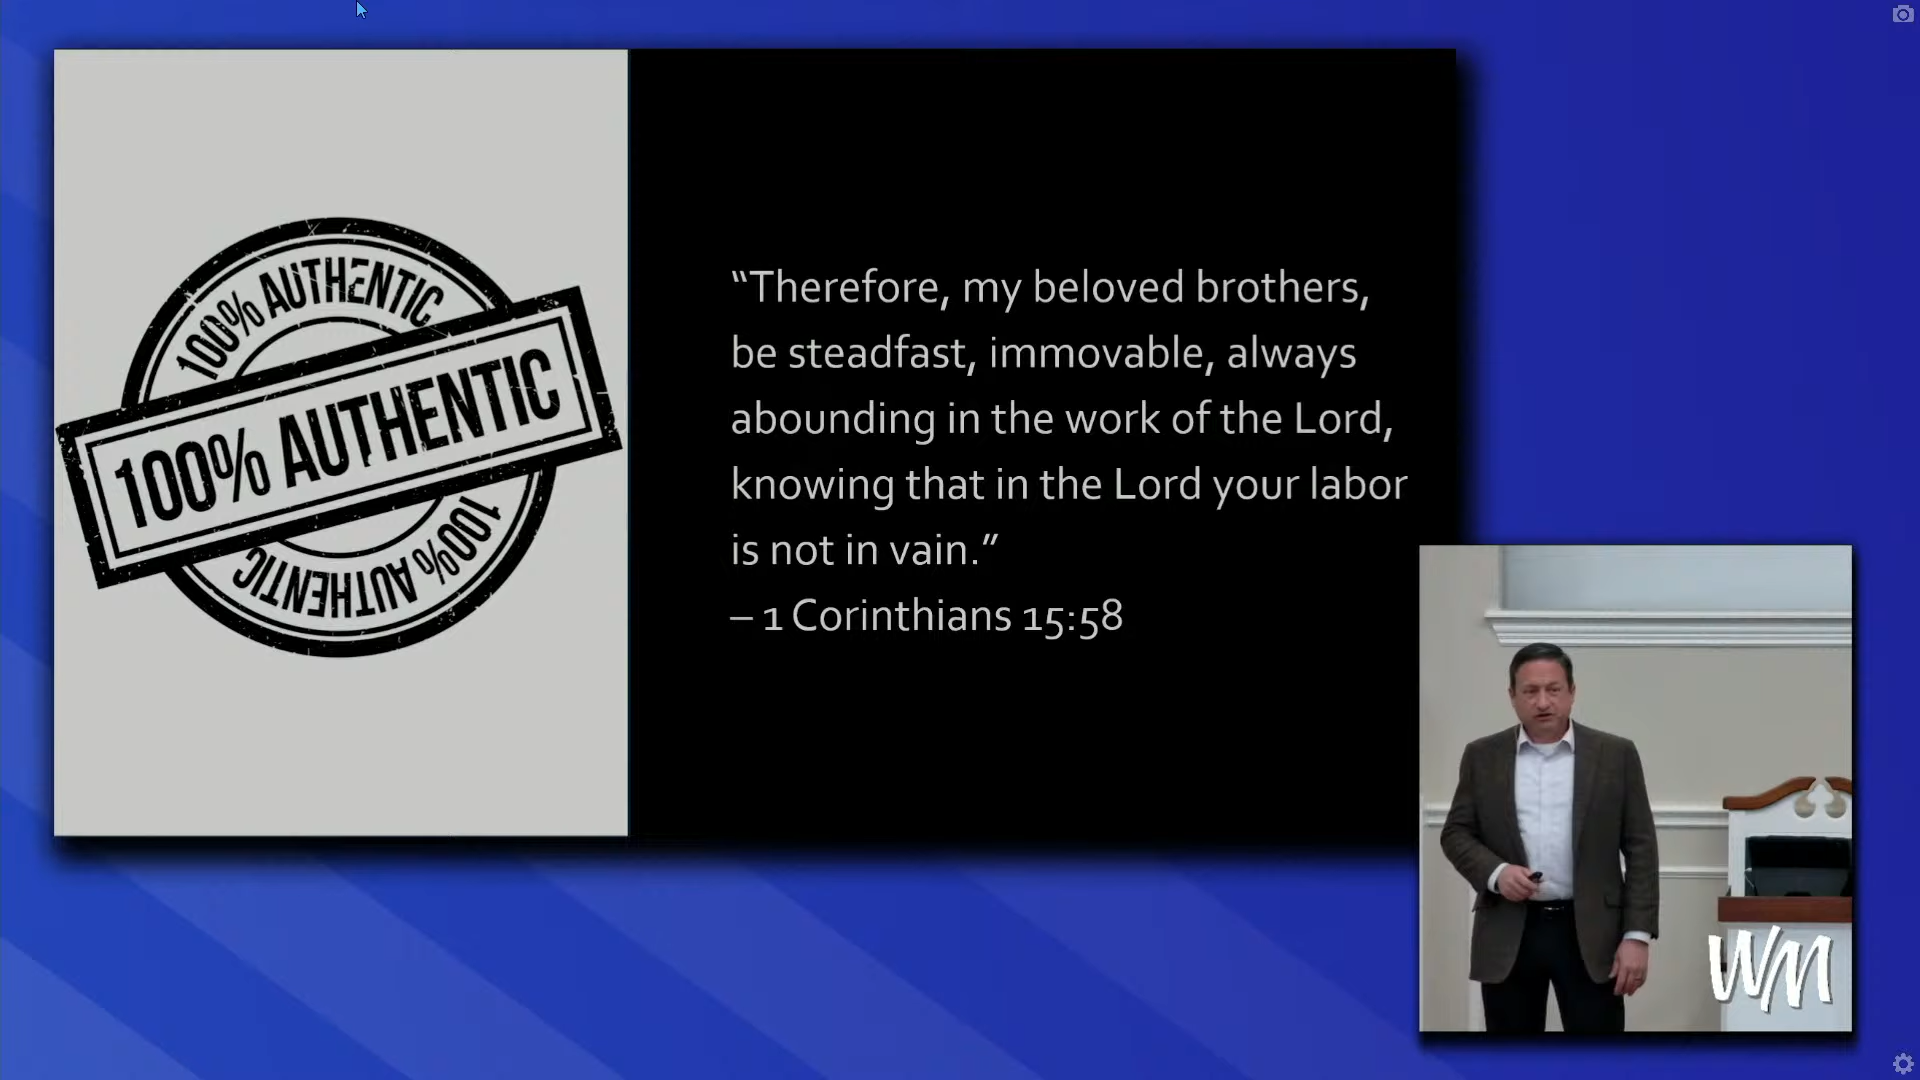 100% AUTHENTIC
100% AUTHENTIC
100% AUTHENTIC
“Therefore, my beloved brothers,
be steadfast, immovable, always
abounding in the work of the Lord,
knowing that in the Lord your labor
is not in vain.”
– 1 Corinthians 15:58
WM